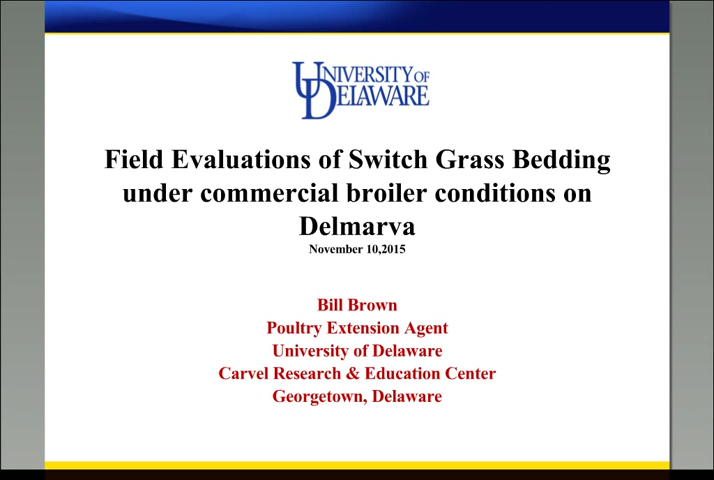 UNIVERSITY OF
DELAWARE
Field Evaluations of Switch Grass Bedding
under commercial broiler conditions on
Delmarva
November 10,2015
Bill Brown
Poultry Extension Agent
University of Delaware
Carvel Research & Education Center
Georgetown, Delaware